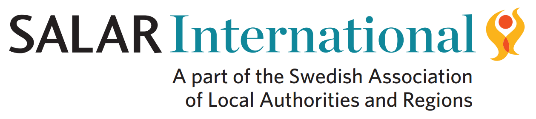 SALAR International
A part of the Swedish Association
of Local Authorities and Regions